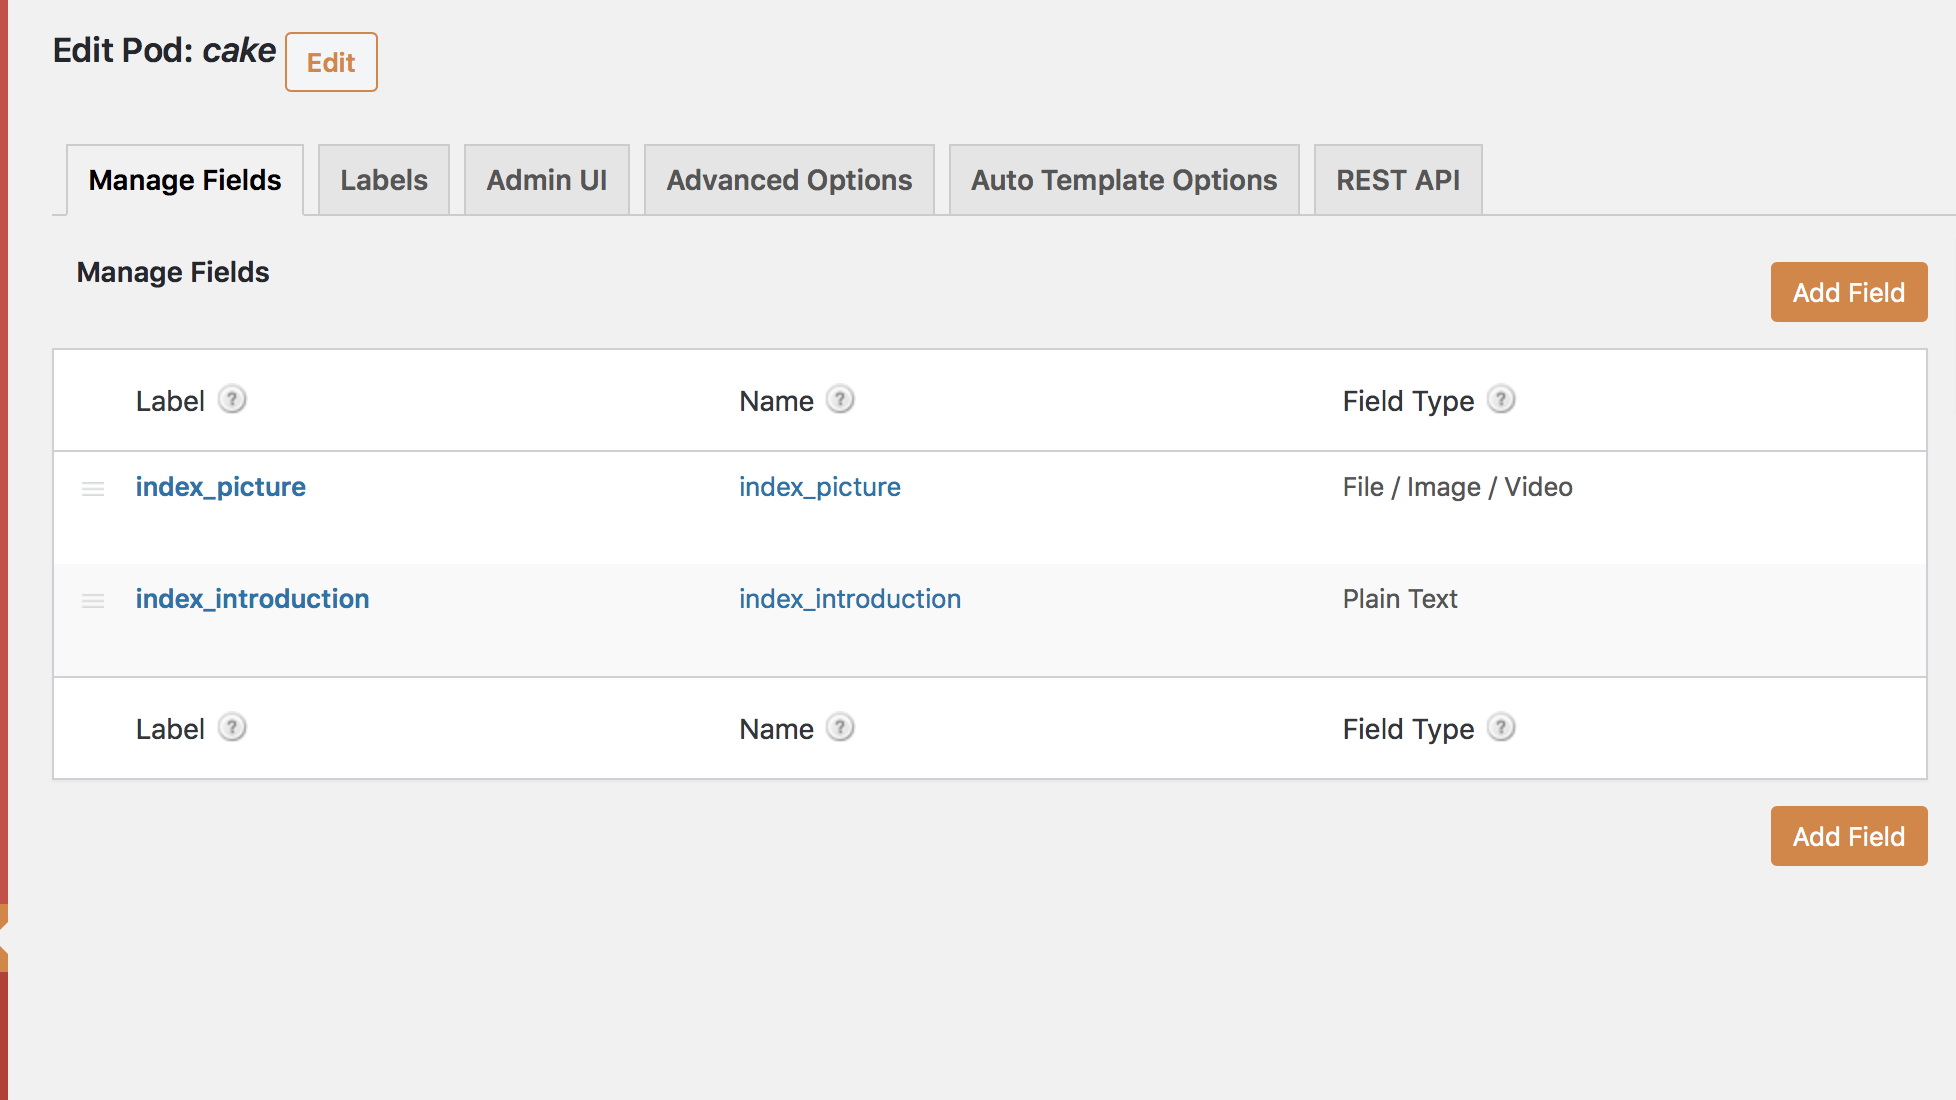 Edit Pod: cake Edit
Manage Fields Labels Admin UI Advanced Options Auto Template Options REST API
Manage Fields
Add Field
Label ? Name ? Field Type ?
index_picture index_picture File / Image / Video
index_introduction index_introduction Plain Text
Label ? Name ? Field Type ?
Add Field